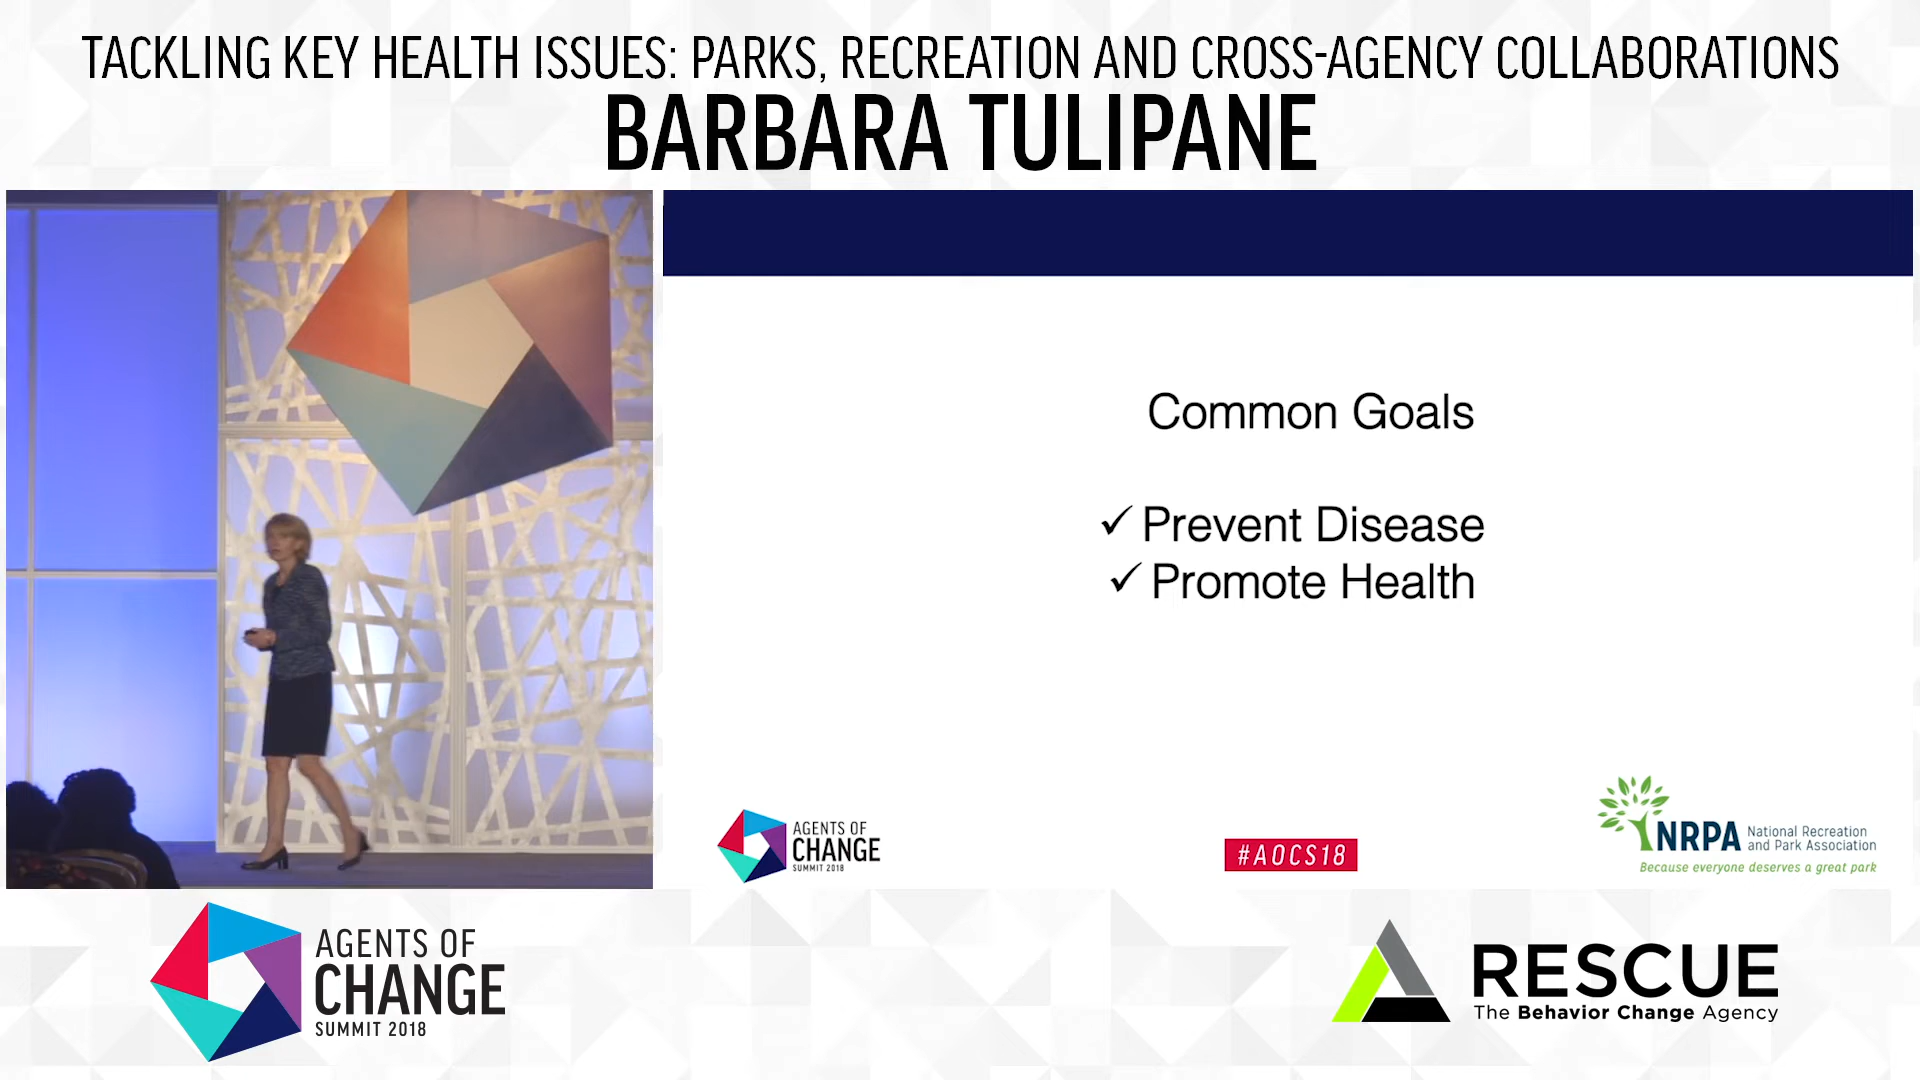 TACKLING KEY HEALTH ISSUES: PARKS, RECREATION AND CROSS-AGENCY COLLABORATIONS
BARBARA TULIPANE
Common Goals
✓ Prevent Disease
✓ Promote Health
AGENTS OF
CHANGE
SUMMIT 2018
#AOCS18
NRPA National Recreation
and Park Association
Because everyone deserves a great park
AGENTS OF
CHANGE
SUMMIT 2018
RESCUE
The Behavior Change Agency